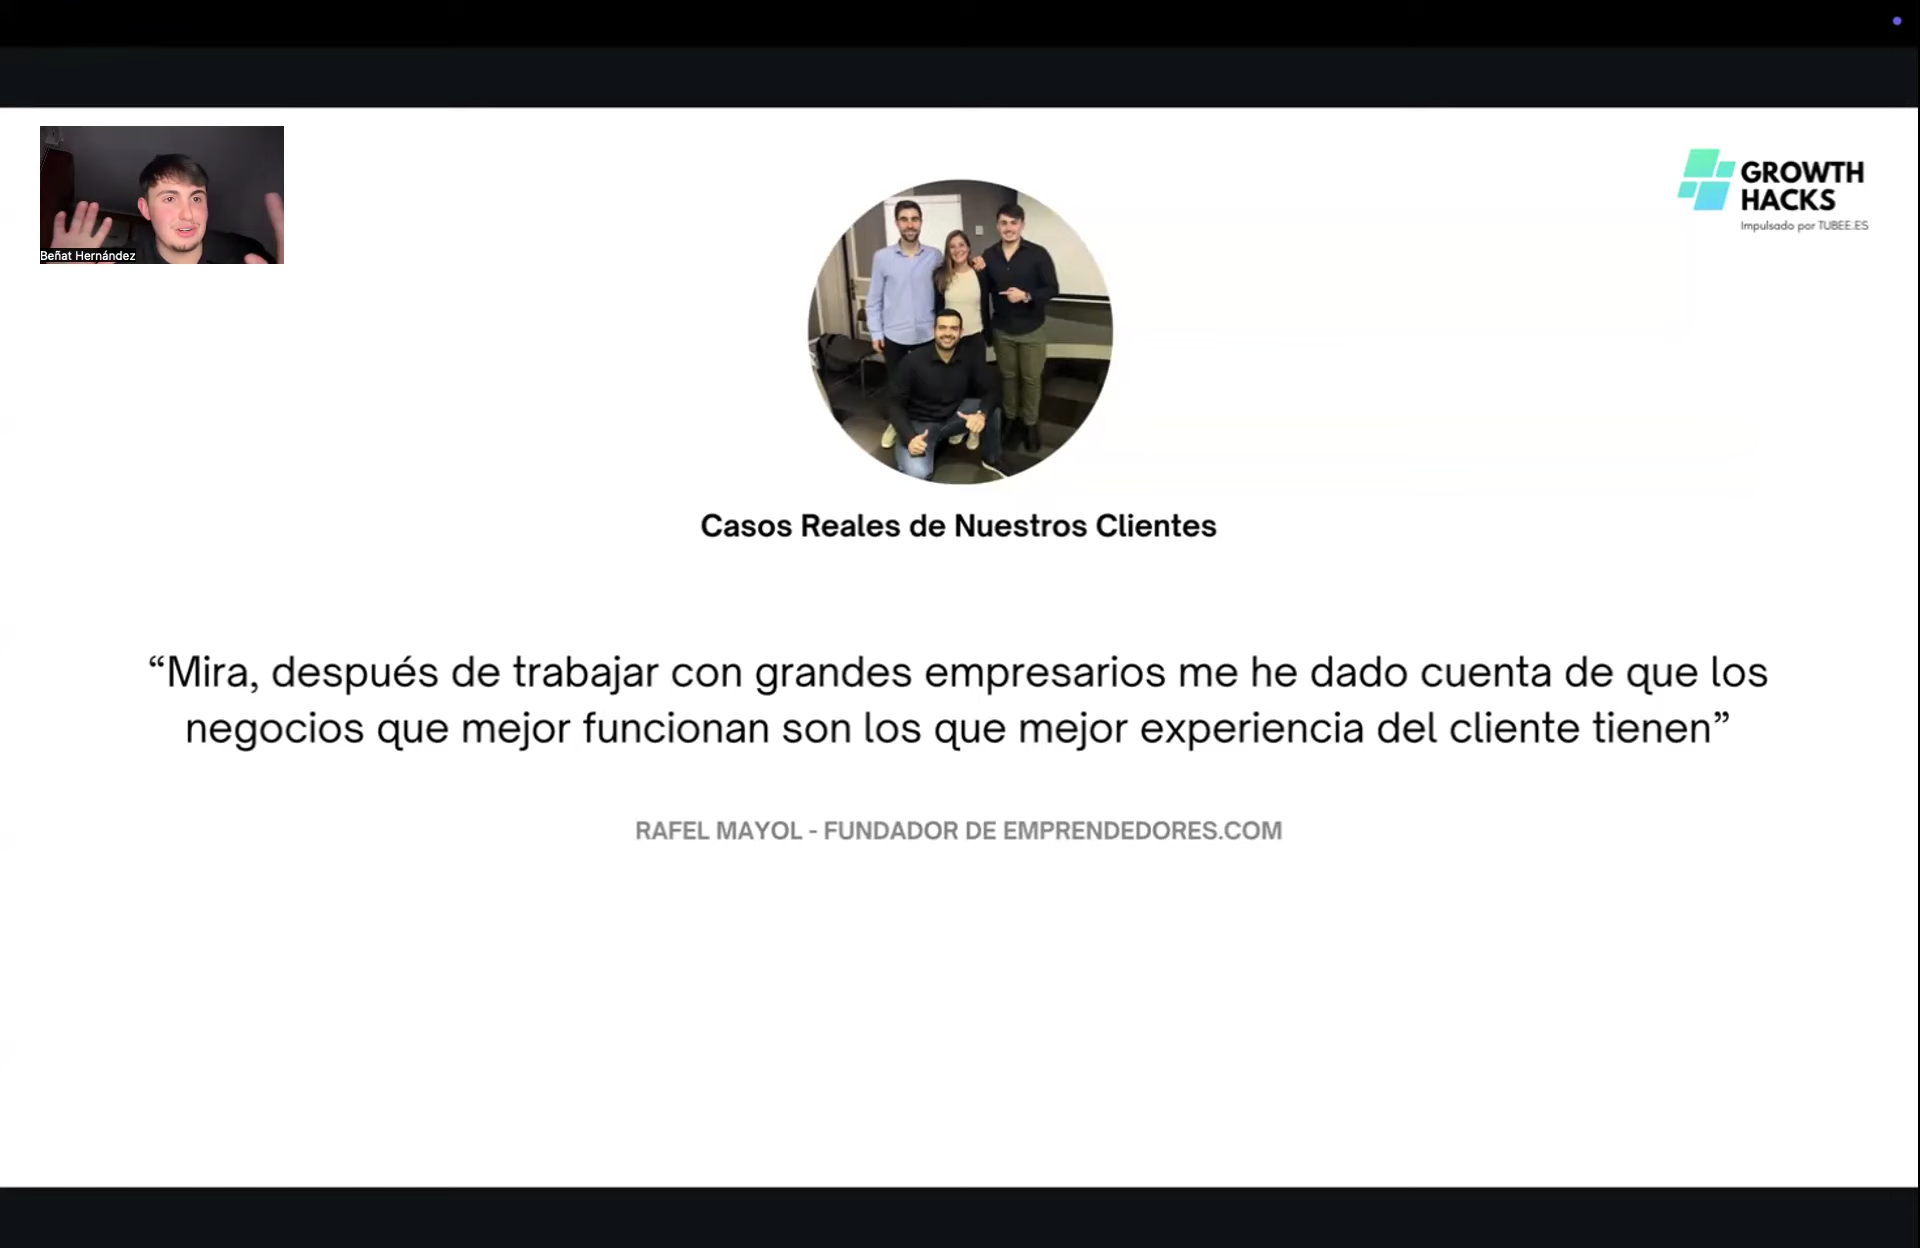 Beñat Hernández
GROWTH
HACKS
Impulsado por TUBEE.ES
Casos Reales de Nuestros Clientes
“Mira, después de trabajar con grandes empresarios me he dado cuenta de que los
negocios que mejor funcionan son los que mejor experiencia del cliente tienen”
RAFEL MAYOL - FUNDADOR DE EMPRENDEDORES.COM